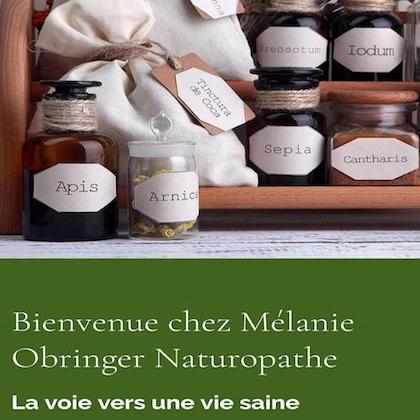 Kreosotum
Iodum
Tinctura
de Coca
Sepia
Cantharis
Apis
Arnica
Bienvenue chez Mélanie
Obringer Naturopathe
La voie vers une vie saine